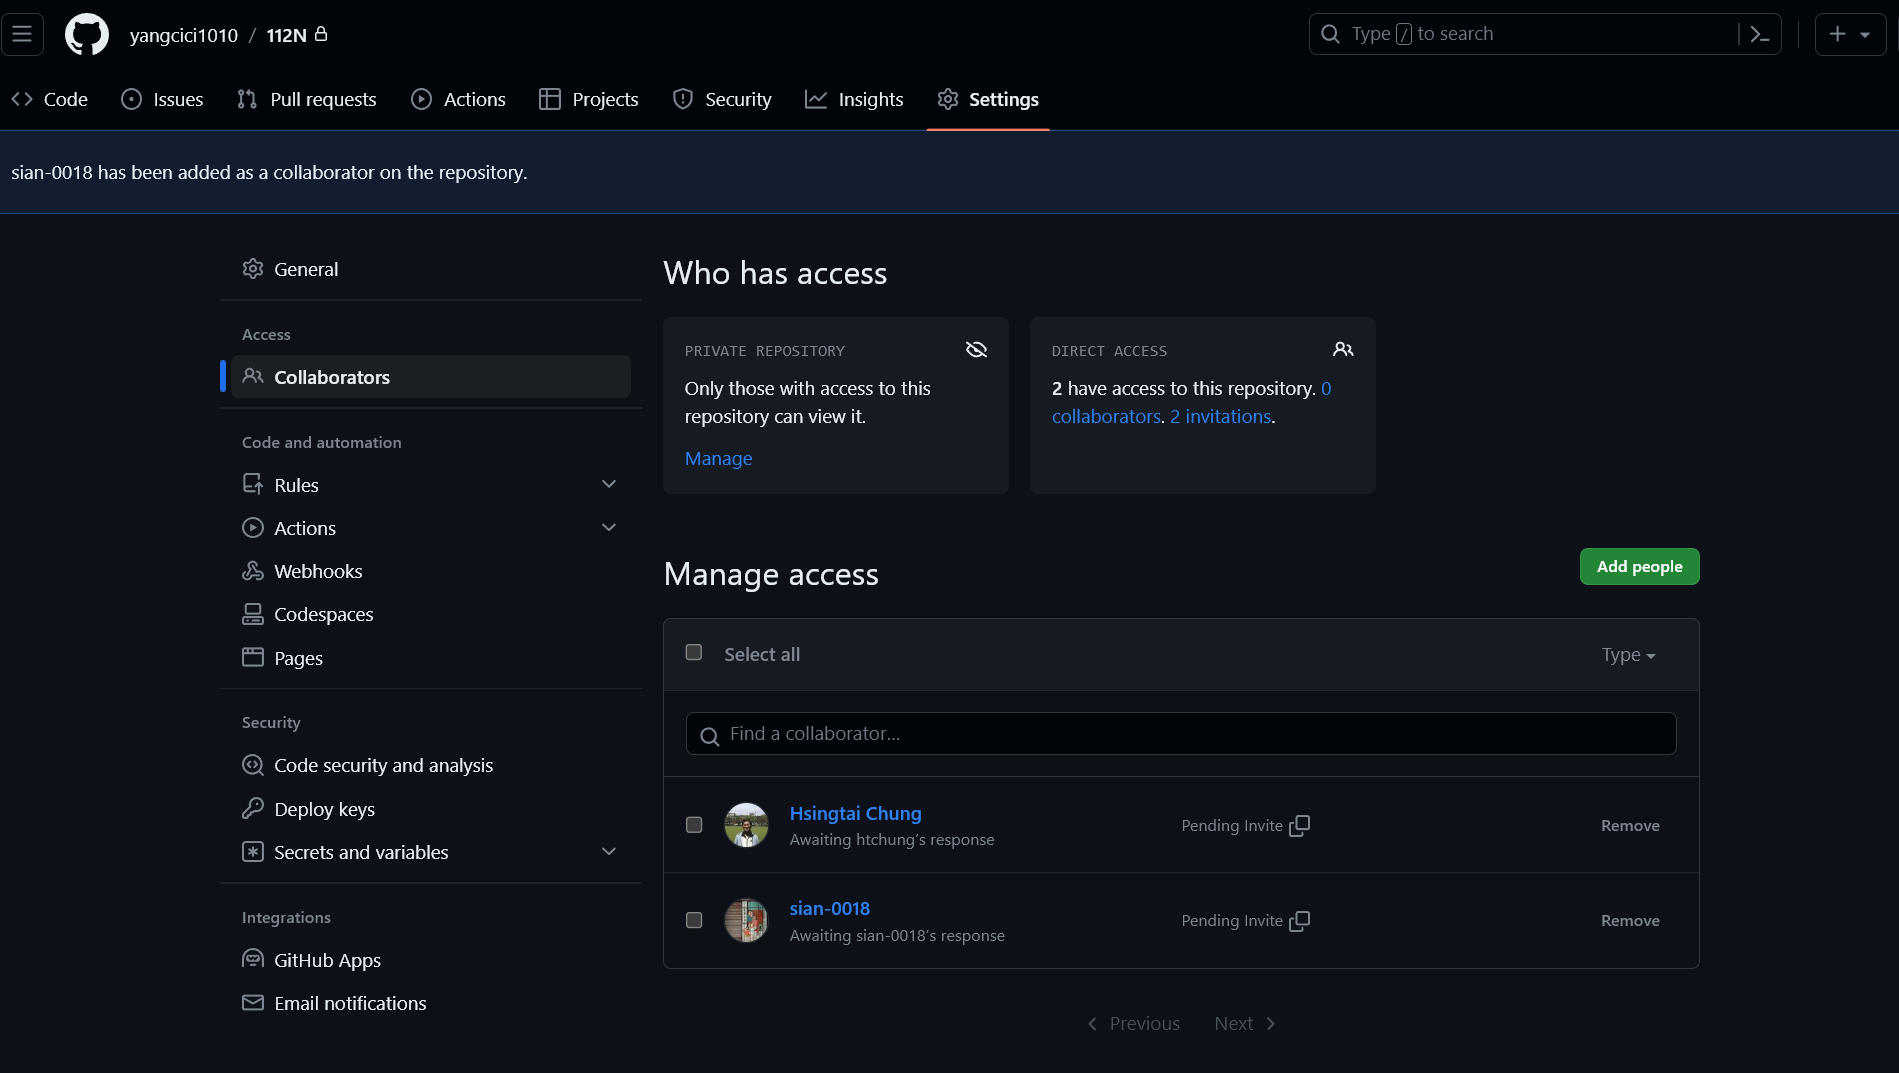 yangcici1010 / 112N
Type / to search
Code
Issues
Pull requests
Actions
Projects
Security
Insights
Settings
sian-0018 has been added as a collaborator on the repository.
General
Access
Collaborators
Code and automation
Rules
Actions
Webhooks
Codespaces
Pages
Security
Code security and analysis
Deploy keys
Secrets and variables
Integrations
GitHub Apps
Email notifications
Who has access
PRIVATE REPOSITORY
Only those with access to this
repository can view it.
Manage
DIRECT ACCESS
2 have access to this repository. 0
collaborators. 2 invitations.
Manage access
Add people
Select all
Type
Find a collaborator...
Hsingtai Chung
Awaiting htchung's response
Pending Invite
Remove
sian-0018
Awaiting sian-0018's response
Pending Invite
Remove
Previous
Next